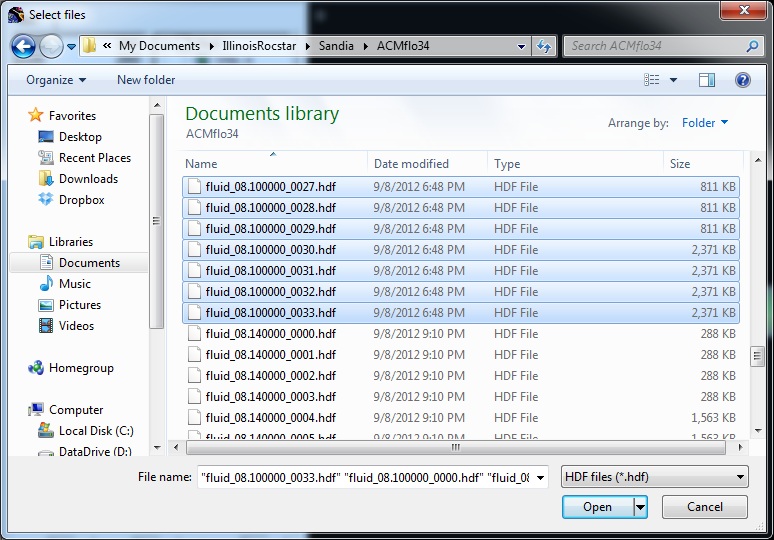 Select files
« My Documents ▸ IllinoisRocstar ▸ Sandia ▸ ACMflo34
Search ACMflo34
Organize
New folder
Favorites
Desktop
Recent Places
Downloads
Dropbox
Libraries
Documents
Music
Pictures
Videos
Homegroup
Computer
Local Disk (C:)
DataDrive (D:)
Documents library
ACMflo34
Arrange by: Folder
Name Date modified Type Size
fluid_08.100000_0027.hdf 9/8/2012 6:48 PM HDF File 811 KB
fluid_08.100000_0028.hdf 9/8/2012 6:48 PM HDF File 811 KB
fluid_08.100000_0029.hdf 9/8/2012 6:48 PM HDF File 811 KB
fluid_08.100000_0030.hdf 9/8/2012 6:48 PM HDF File 2,371 KB
fluid_08.100000_0031.hdf 9/8/2012 6:48 PM HDF File 2,371 KB
fluid_08.100000_0032.hdf 9/8/2012 6:48 PM HDF File 2,371 KB
fluid_08.100000_0033.hdf 9/8/2012 6:48 PM HDF File 2,371 KB
fluid_08.140000_0000.hdf 9/8/2012 9:10 PM HDF File 288 KB
fluid_08.140000_0001.hdf 9/8/2012 9:10 PM HDF File 288 KB
fluid_08.140000_0002.hdf 9/8/2012 9:10 PM HDF File 288 KB
fluid_08.140000_0003.hdf 9/8/2012 9:10 PM HDF File 288 KB
fluid_08.140000_0004.hdf 9/8/2012 9:10 PM HDF File 1,563 KB
fluid_08.140000_0005.hdf 9/8/2012 9:10 PM HDF File 1,563 KB
File name: "fluid_08.100000_0033.hdf" "fluid_08.100000_0000.hdf" "fluid_08
HDF files (*.hdf)
Open
Cancel